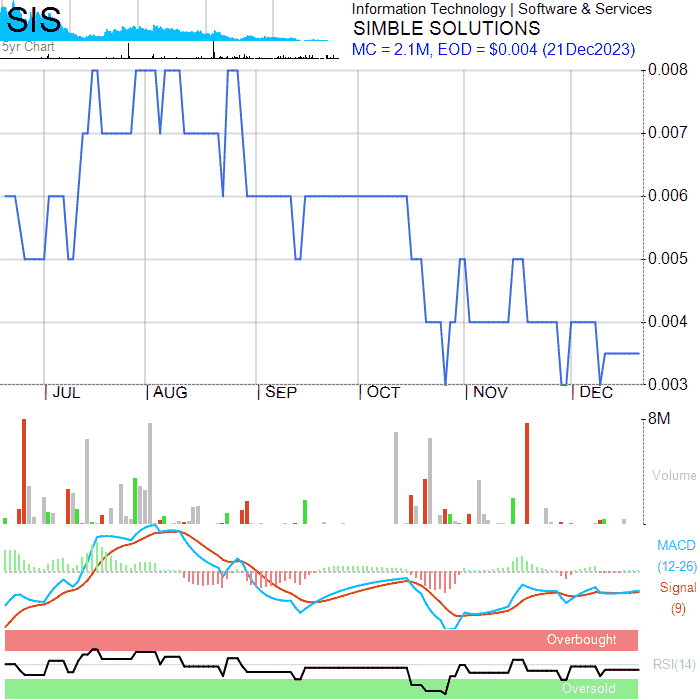 SIS
Information Technology | Software & Services
SIMBLE SOLUTIONS
MC = 2.1M, EOD = $0.004 (21Dec2023)
5yr Chart
0.008
0.007
0.006
0.005
0.004
0.003
JUL AUG SEP OCT NOV DEC
8M
Volume
MACD
(12-26)
Signal
(9)
Overbought
RSI(14)
Oversold